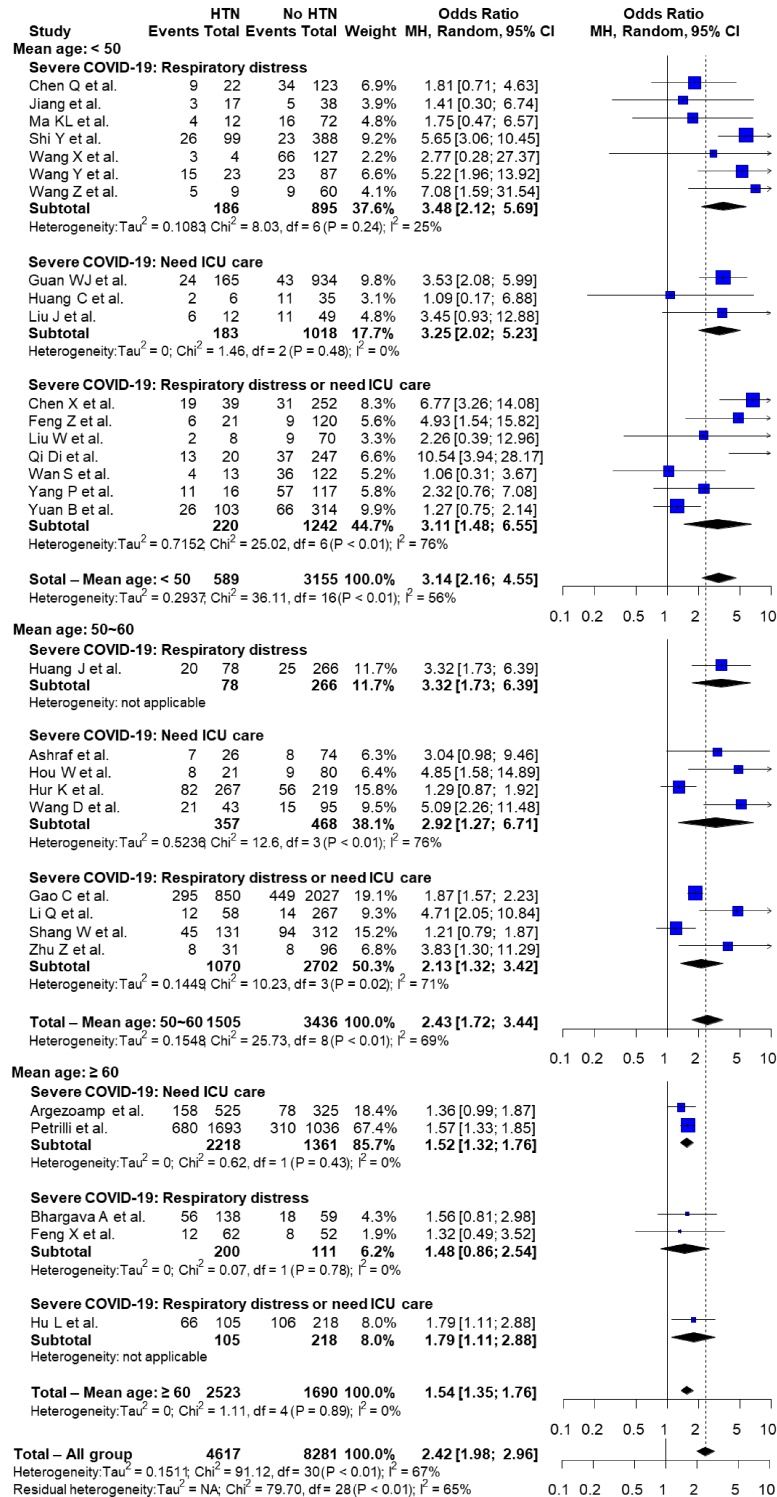 HTN No HTN Odds Ratio Odds Ratio
Study Events Total Events Total Weight MH, Random, 95% CI MH, Random, 95% CI
Mean age: < 50
Severe COVID-19: Respiratory distress
Chen Q et al. 9 22 34 123 6.9% 1.81 [0.71; 4.63]
Jiang et al. 3 17 5 38 3.9% 1.41 [0.30; 6.74]
Ma KL et al. 4 12 16 72 4.9% 1.75 [0.47; 6.57]
Shi Y et al. 26 99 23 388 9.2% 5.65 [3.06; 10.45]
Wang X et al. 3 4 66 127 2.2% 2.77 [0.28; 27.37]
Wang Y et al. 15 23 23 87 6.6% 5.22 [1.96; 13.92]
Wang Z et al. 5 9 9 60 4.1% 7.08 [1.59; 31.54]
Subtotal 186 895 37.6% 3.48 [2.12; 5.69]
Heterogeneity: Tau² = 0.1083; Chi² = 8.03, df = 6 (P = 0.24); I² = 25%
Severe COVID-19: Need ICU care
Guan WJ et al. 24 165 43 934 9.8% 3.53 [2.08; 5.99]
Huang C et al. 2 6 11 35 3.1% 1.09 [0.17; 6.88]
Liu J et al. 6 12 11 49 4.8% 3.45 [0.93; 12.88]
Subtotal 183 1018 17.7% 3.25 [2.02; 5.23]
Heterogeneity: Tau² = 0; Chi² = 1.46, df = 2 (P = 0.48); I² = 0%
Severe COVID-19: Respiratory distress or need ICU care
Chen X et al. 19 39 31 252 8.3% 6.77 [3.26; 14.08]
Feng Z et al. 6 21 9 120 5.6% 4.93 [1.54; 15.82]
Liu W et al. 2 8 9 70 3.3% 2.26 [0.39; 12.96]
Qi Di et al. 13 20 37 247 6.6% 10.54 [3.94; 28.17]
Wan S et al. 4 13 36 122 5.2% 1.06 [0.31; 3.67]
Yang P et al. 11 16 57 117 5.8% 2.32 [0.76; 7.08]
Yuan B et al. 26 103 66 314 9.9% 1.27 [0.75; 2.14]
Subtotal 220 1242 44.7% 3.11 [1.48; 6.55]
Heterogeneity: Tau² = 0.7152; Chi² = 25.02, df = 6 (P < 0.01); I² = 76%
Sotal – Mean age: < 50 589 3155 100.0% 3.14 [2.16; 4.55]
Heterogeneity: Tau² = 0.2937; Chi² = 36.11, df = 16 (P < 0.01); I² = 56%
0.1 0.2 0.5 1 2 5 10
Mean age: 50~60
Severe COVID-19: Respiratory distress
Huang J et al. 20 78 25 266 11.7% 3.32 [1.73; 6.39]
Subtotal 78 266 11.7% 3.32 [1.73; 6.39]
Heterogeneity: not applicable
Severe COVID-19: Need ICU care
Ashraf et al. 7 26 8 74 6.3% 3.04 [0.98; 9.46]
Hou W et al. 8 21 9 80 6.4% 4.85 [1.58; 14.89]
Hur K et al. 82 267 56 219 15.8% 1.29 [0.87; 1.92]
Wang D et al. 21 43 15 95 9.5% 5.09 [2.26; 11.48]
Subtotal 357 468 38.1% 2.92 [1.27; 6.71]
Heterogeneity: Tau² = 0.5236; Chi² = 12.6, df = 3 (P < 0.01); I² = 76%
Severe COVID-19: Respiratory distress or need ICU care
Gao C et al. 295 850 449 2027 19.1% 1.87 [1.57; 2.23]
Li Q et al. 12 58 14 267 9.3% 4.71 [2.05; 10.84]
Shang W et al. 45 131 94 312 15.2% 1.21 [0.79; 1.87]
Zhu Z et al. 8 31 8 96 6.8% 3.83 [1.30; 11.29]
Subtotal 1070 2702 50.3% 2.13 [1.32; 3.42]
Heterogeneity: Tau² = 0.1449; Chi² = 10.23, df = 3 (P = 0.02); I² = 71%
Total – Mean age: 50~60 1505 3436 100.0% 2.43 [1.72; 3.44]
Heterogeneity: Tau² = 0.1548; Chi² = 25.73, df = 8 (P < 0.01); I² = 69%
0.1 0.2 0.5 1 2 5 10
Mean age: ≥ 60
Severe COVID-19: Need ICU care
Argezoamp et al. 158 525 78 325 18.4% 1.36 [0.99; 1.87]
Petrilli et al. 680 1693 310 1036 67.4% 1.57 [1.33; 1.85]
Subtotal 2218 1361 85.7% 1.52 [1.32; 1.76]
Heterogeneity: Tau² = 0; Chi² = 0.62, df = 1 (P = 0.43); I² = 0%
Severe COVID-19: Respiratory distress
Bhargava A et al. 56 138 18 59 4.3% 1.56 [0.81; 2.98]
Feng X et al. 12 62 8 52 1.9% 1.32 [0.49; 3.52]
Subtotal 200 111 6.2% 1.48 [0.86; 2.54]
Heterogeneity: Tau² = 0; Chi² = 0.07, df = 1 (P = 0.78); I² = 0%
Severe COVID-19: Respiratory distress or need ICU care
Hu L et al. 66 105 106 218 8.0% 1.79 [1.11; 2.88]
Subtotal 105 218 8.0% 1.79 [1.11; 2.88]
Heterogeneity: not applicable
Total – Mean age: ≥ 60 2523 1690 100.0% 1.54 [1.35; 1.76]
Heterogeneity: Tau² = 0; Chi² = 1.11, df = 4 (P = 0.89); I² = 0%
0.1 0.2 0.5 1 2 5 10
Total – All group 4617 8281 100.0% 2.42 [1.98; 2.96]
Heterogeneity: Tau² = 0.1511; Chi² = 91.12, df = 30 (P < 0.01); I² = 67%
Residual heterogeneity: Tau² = NA; Chi² = 79.70, df = 28 (P < 0.01); I² = 65%
0.1 0.2 0.5 1 2 5 10